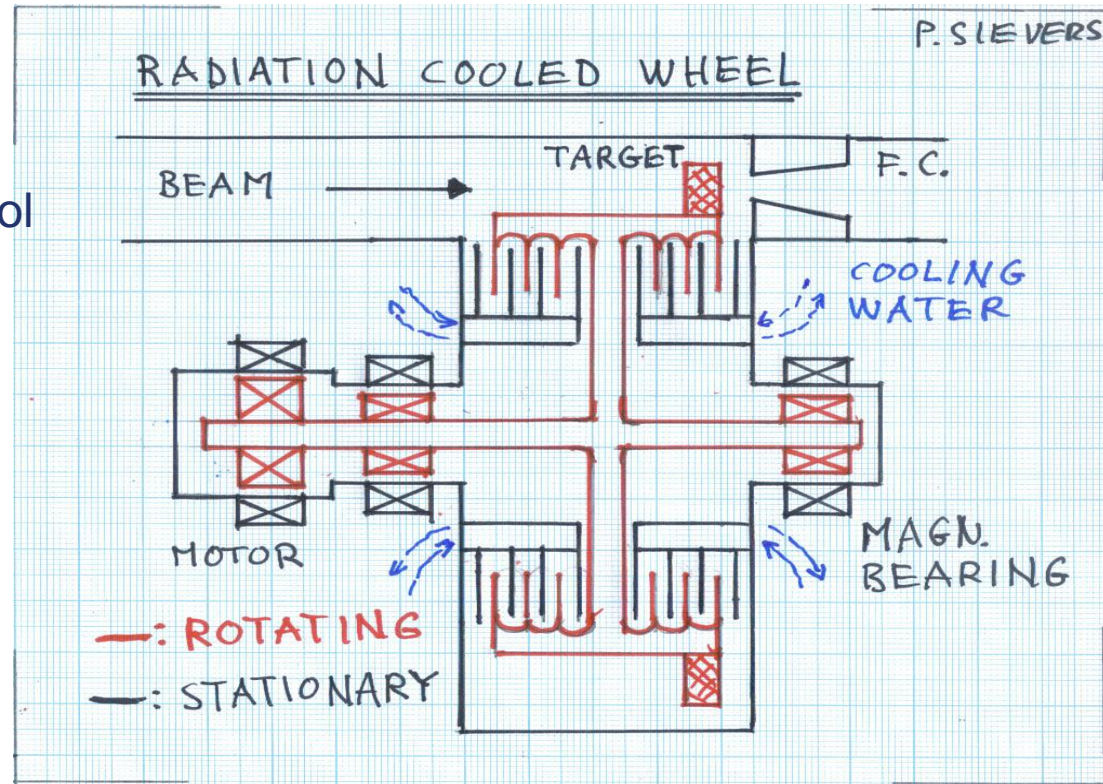 P. SIEVERS
RADIATION COOLED WHEEL
TARGET
F. C.
BEAM
ol
COOLING
WATER
MOTOR
MAGN.
BEARING
—: ROTATING
—: STATIONARY